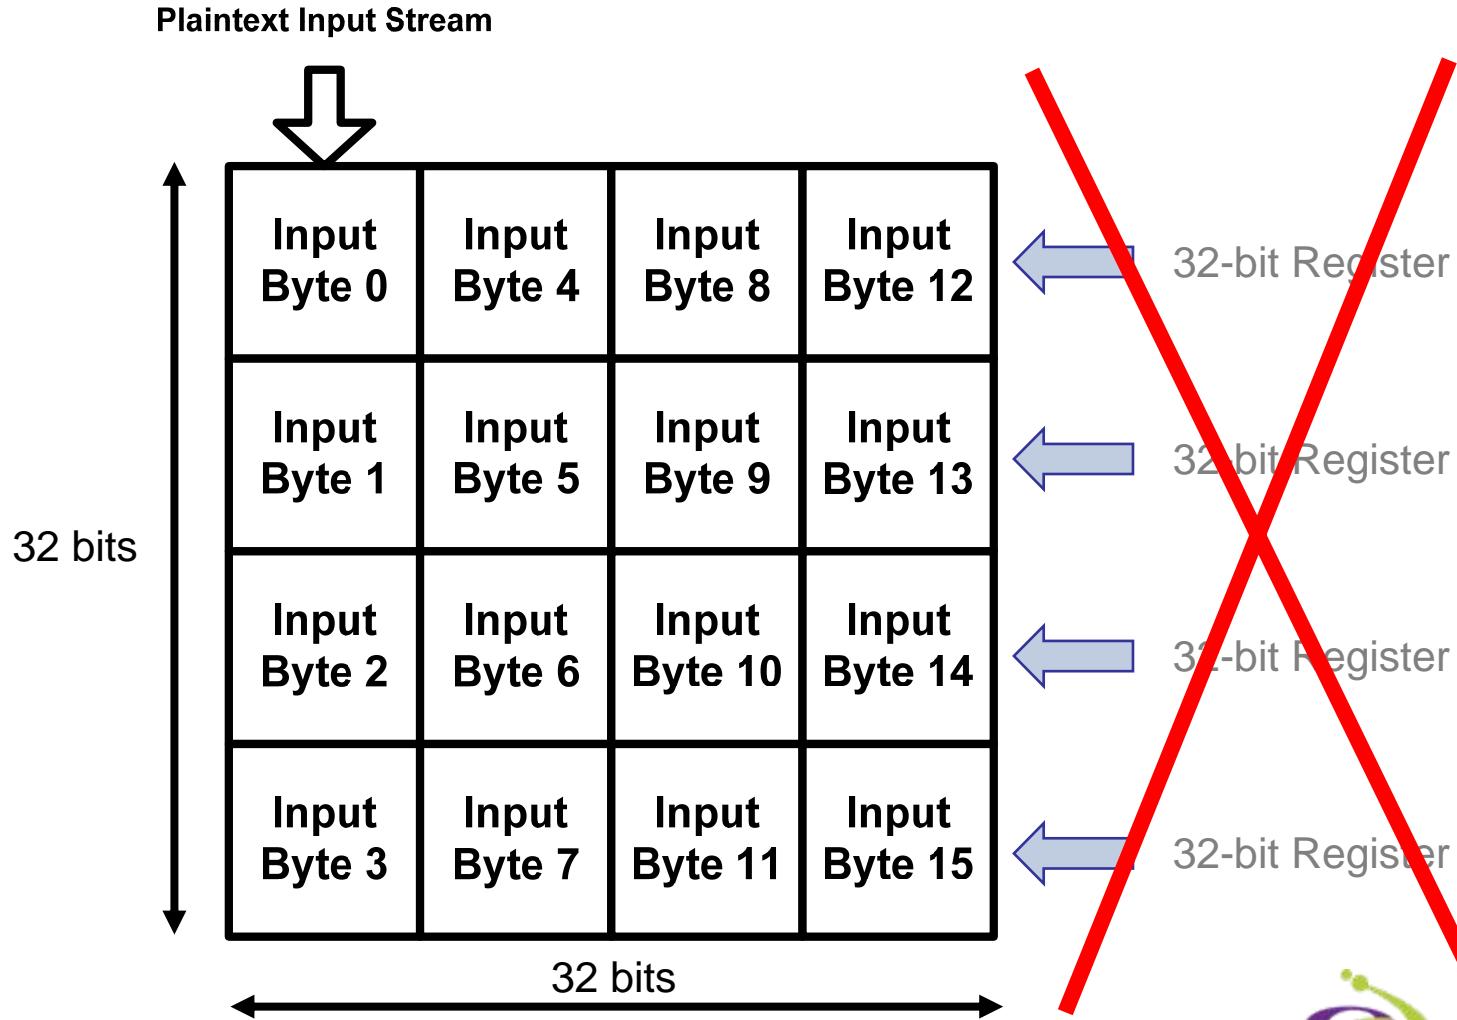 Plaintext Input Stream
Input Input Input Input
Byte 0 Byte 4 Byte 8 Byte 12
32-bit Register
Input Input Input Input
Byte 1 Byte 5 Byte 9 Byte 13
32-bit Register
32 bits
Input Input Input Input
Byte 2 Byte 6 Byte 10 Byte 14
32-bit Register
Input Input Input Input
Byte 3 Byte 7 Byte 11 Byte 15
32-bit Register
32 bits